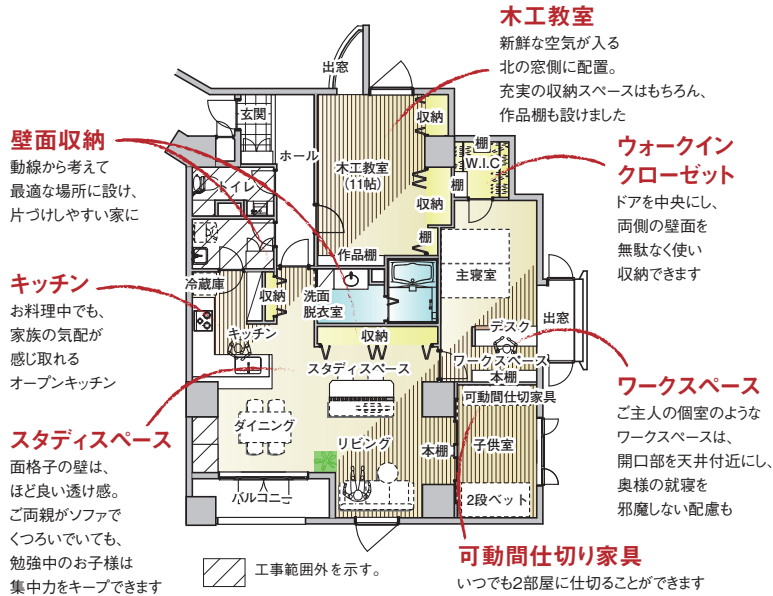 木工教室
新鮮な空気が入る
北の窓側に配置。
充実の収納スペースはもちろん、
作品棚も設けました
壁面収納
動線から考えて
最適な場所に設け、
片づけしやすい家に
ウォークイン
クローゼット
ドアを中央にし、
両側の壁面を
無駄なく使い
収納できます
キッチン
お料理中でも、
家族の気配が
感じ取れる
オープンキッチン
スタディスペース
面格子の壁は、
ほど良い透け感。
ご両親がソファで
くつろいでいても、
勉強中のお子様は
集中力をキープできます
ワークスペース
ご主人の個室のような
ワークスペースは、
開口部を天井付近にし、
奥様の就寝を
邪魔しない配慮も
可動間仕切り家具
いつでも2部屋に仕切ることができます
出窓
玄関
ホール
木工教室
(11帖)
収納
棚
W.I.C
棚
収納
棚
トイレ
作品棚
主寝室
冷蔵庫
収納
洗面
脱衣室
出窓
デスク
キッチン
収納
スタディスペース
ワークスペース
本棚
可動間仕切家具
ダイニング
リビング
本棚
子供室
バルコニー
2段ベット
工事範囲外を示す。